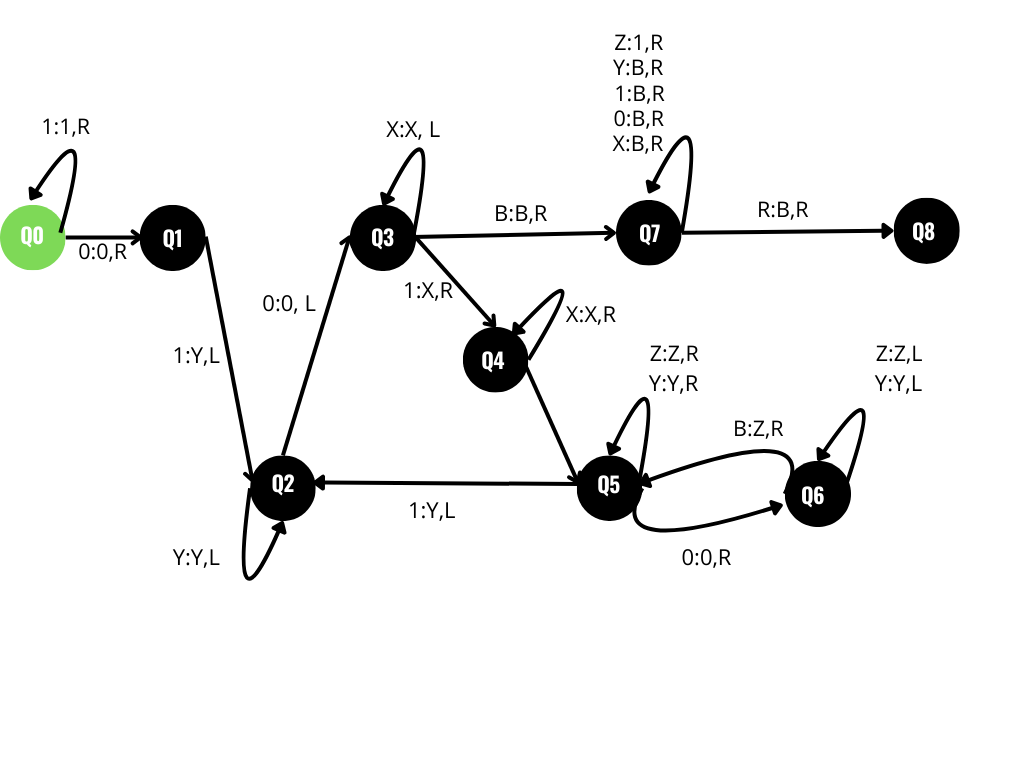 Z:1,R
Y:B,R
1:B,R
0:B,R
X:B,R
1:1,R
X:X, L
Q0
0:0,R
Q1
Q3
B:B,R
Q7
R:B,R
Q8
0:0, L
1:X,R
X:X,R
Q4
1:Y,L
Z:Z,R
Y:Y,R
Z:Z,L
Y:Y,L
B:Z,R
Q2
Q5
Q6
1:Y,L
Y:Y,L
0:0,R